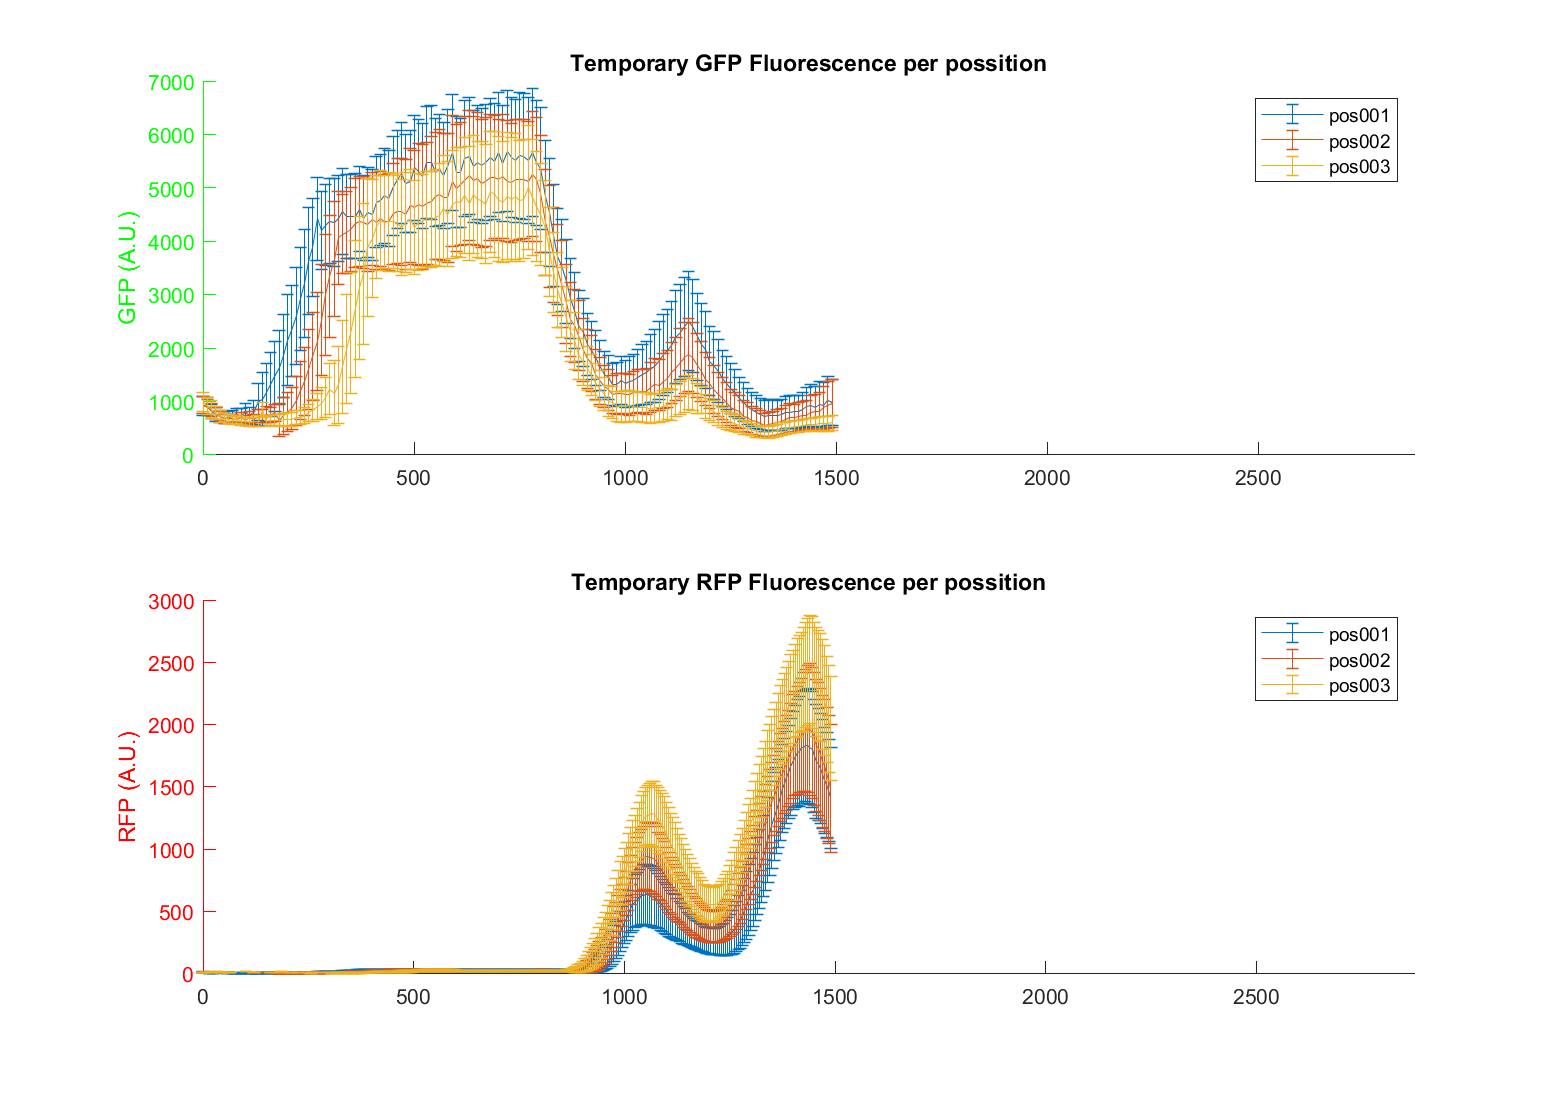 Temporary GFP Fluorescence per possition
GFP (A.U.)
7000
6000
5000
4000
3000
2000
1000
0
0 500 1000 1500 2000 2500
pos001
pos002
pos003
Temporary RFP Fluorescence per possition
RFP (A.U.)
3000
2500
2000
1500
1000
500
0
0 500 1000 1500 2000 2500
pos001
pos002
pos003